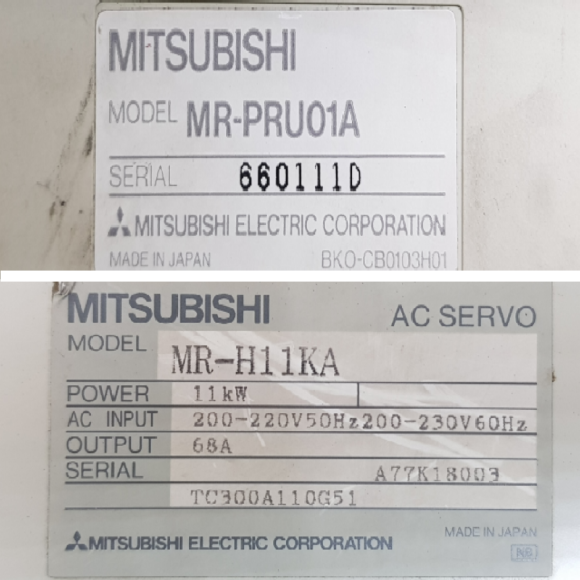 MITSUBISHI
MODEL MR-PRU01A
SERIAL 660111D
MITSUBISHI ELECTRIC CORPORATION
MADE IN JAPAN BKO-CB0103H01
MITSUBISHI AC SERVO
MODEL MR-H11KA
POWER 11kW
AC INPUT 200-220V50Hz200-230V60Hz
OUTPUT 68A
SERIAL A77K18003
TC300A110G51
MITSUBISHI ELECTRIC CORPORATION MADE IN JAPAN